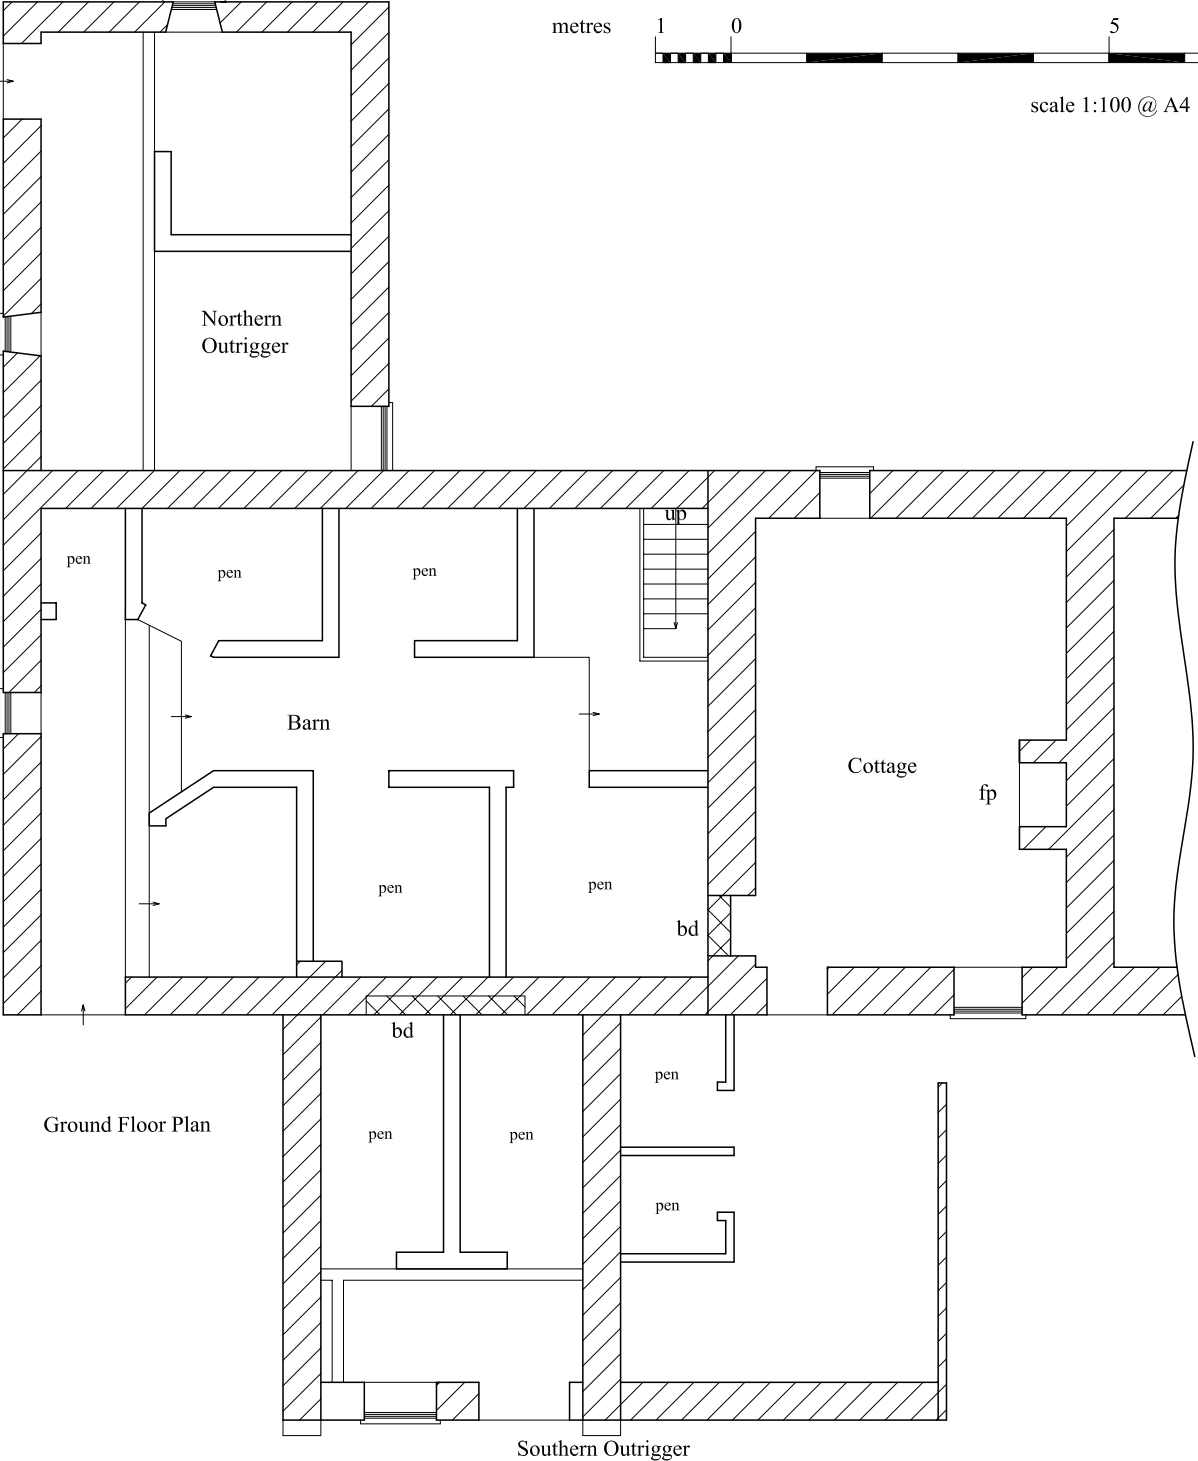 metres
1
0
5
scale 1:100 @ A4
Northern
Outrigger
up
pen
pen
pen
Barn
Cottage
fp
pen
pen
bd
bd
pen
Ground Floor Plan
pen
pen
pen
Southern Outrigger